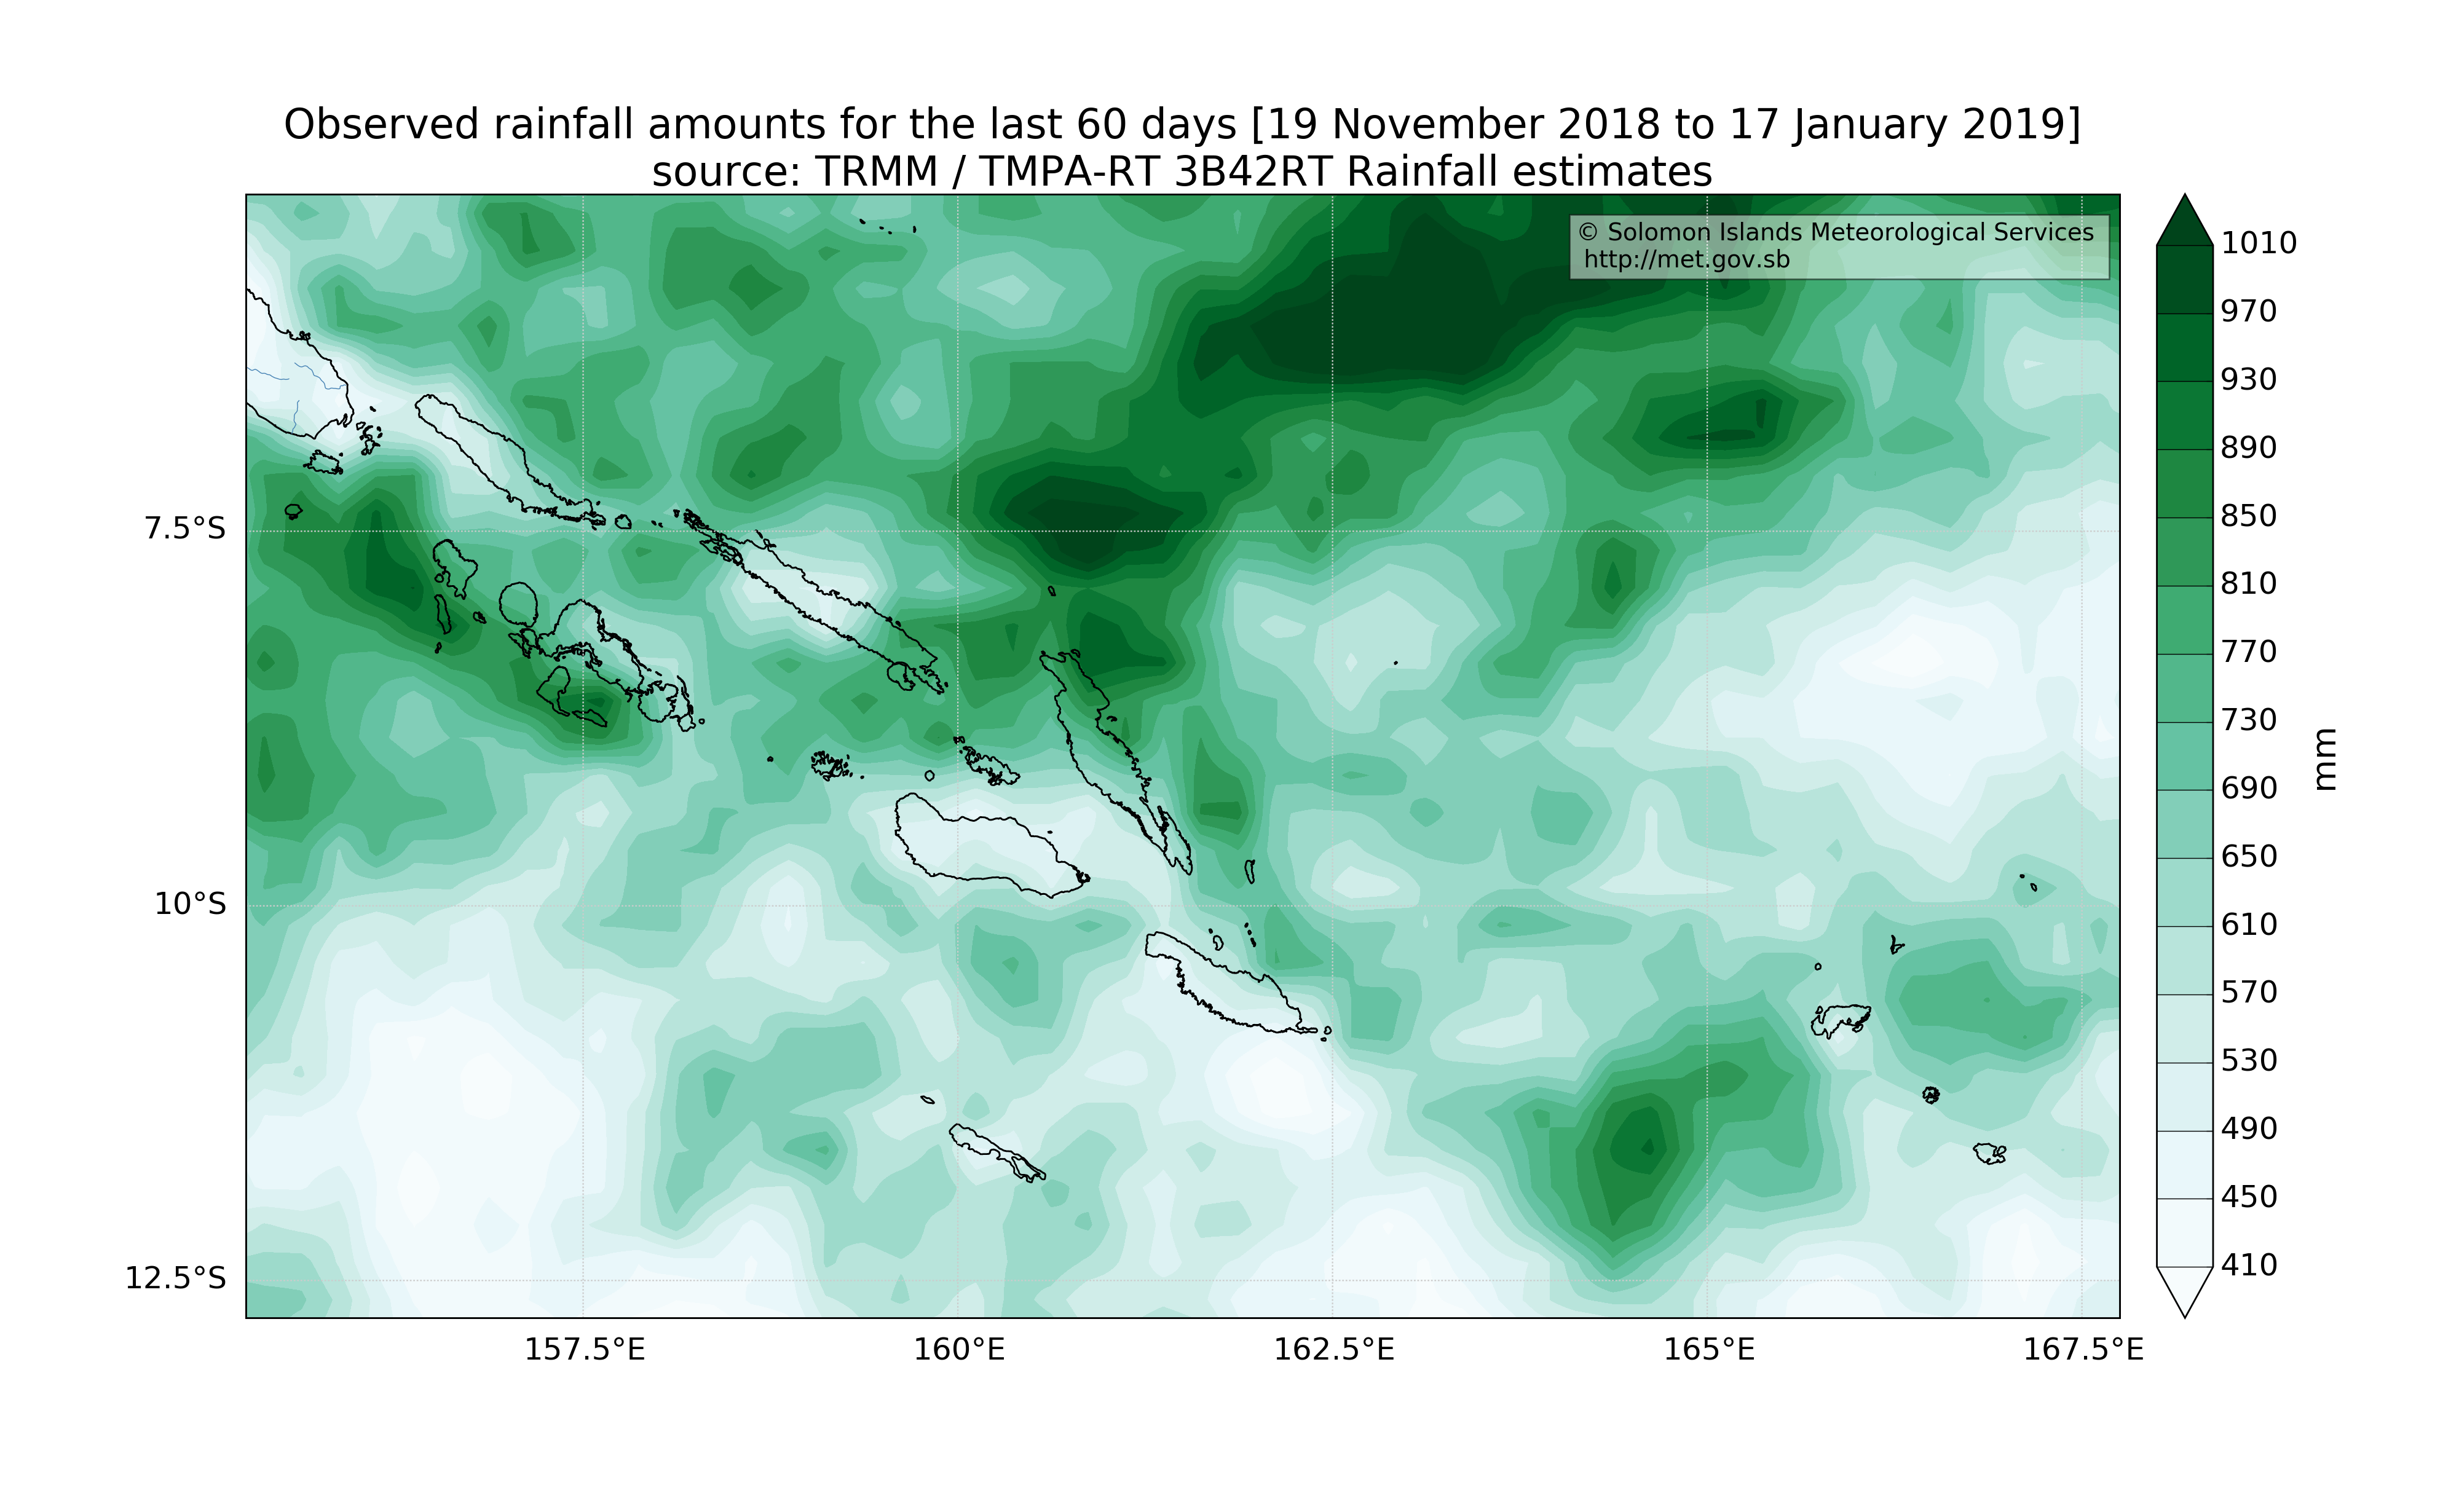 Observed rainfall amounts for the last 60 days [19 November 2018 to 17 January 2019]
source: TRMM / TMPA-RT 3B42RT Rainfall estimates
© Solomon Islands Meteorological Services
http://met.gov.sb
7.5°S
10°S
12.5°S
157.5°E
160°E
162.5°E
165°E
167.5°E
1010
970
930
890
850
810
770
730
690
650
610
570
530
490
450
410
mm